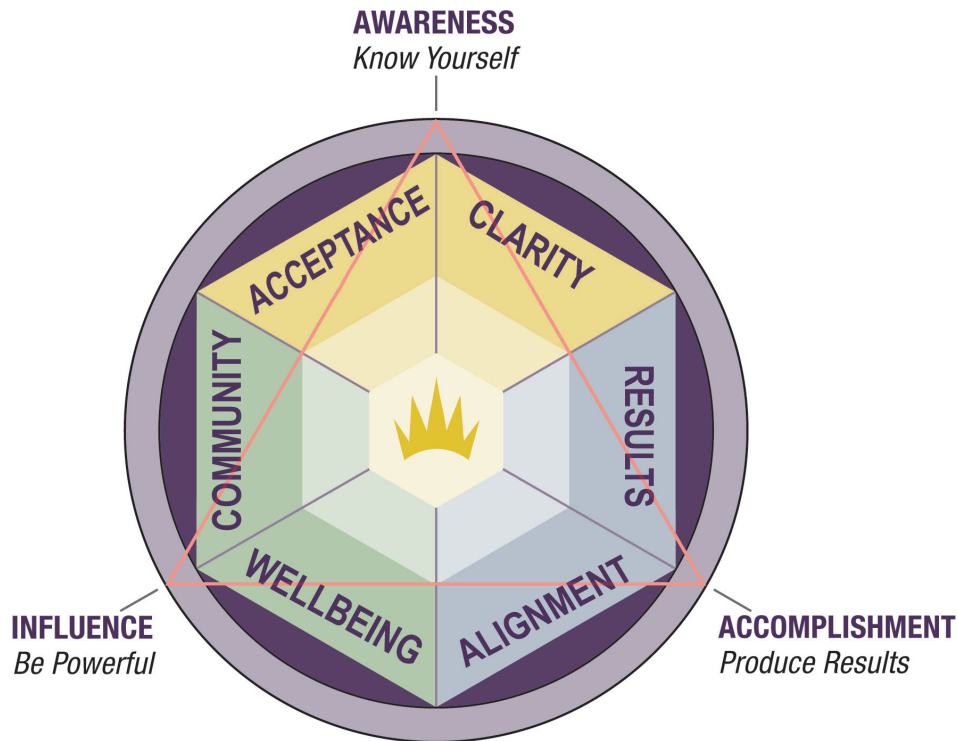 AWARENESS
Know Yourself
ACCEPTANCE
CLARITY
COMMUNITY
RESULTS
WELLBEING
ALIGNMENT
INFLUENCE
Be Powerful
ACCOMPLISHMENT
Produce Results